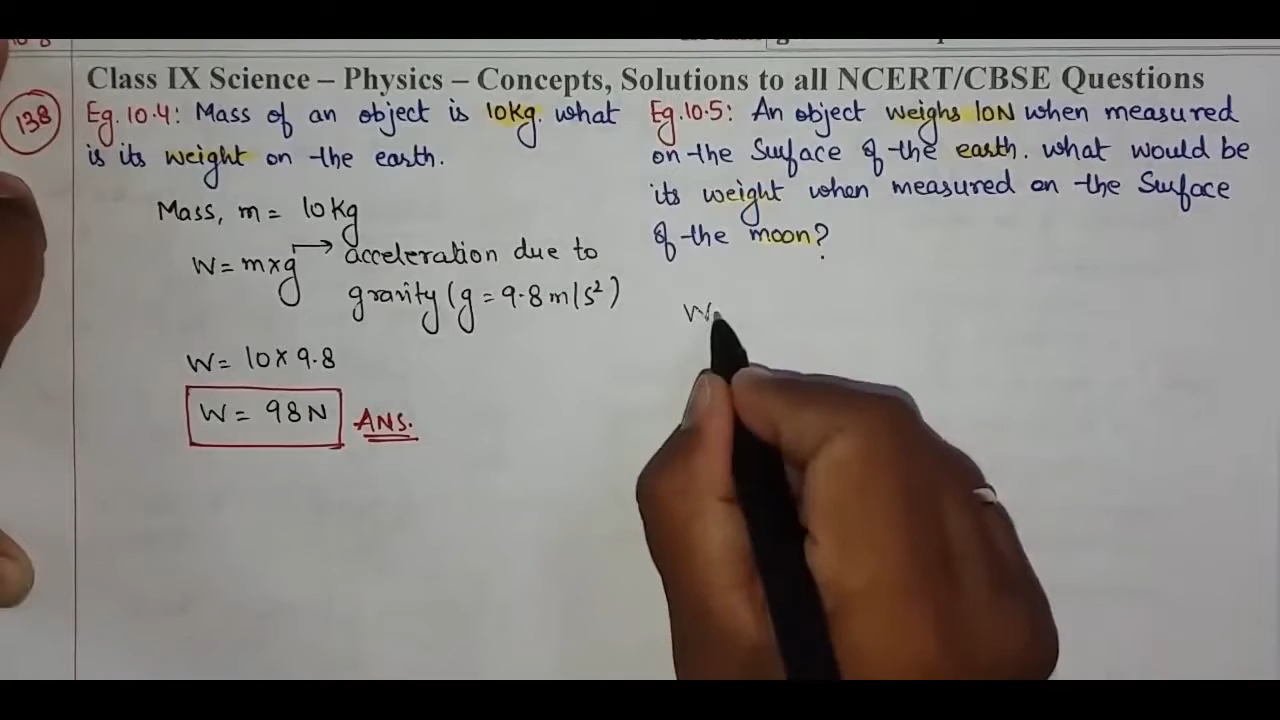 Class IX Science – Physics – Concepts, Solutions to all NCERT/CBSE Questions
138
Eg. 10.4: Mass of an object is 10kg. what
is its weight on the earth.
Mass, m = 10kg
W = m×g → acceleration due to
gravity (g = 9.8 m/s²)
W = 10 × 9.8
W = 98N ANS.
Eg. 10.5: An object weighs 10N when measured
on the Surface of the earth. what would be
its weight when measured on the Surface
of the moon?
W